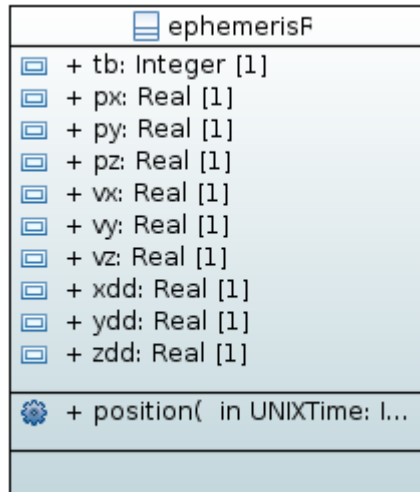 ephemerisR
+ tb: Integer [1]
+ px: Real [1]
+ py: Real [1]
+ pz: Real [1]
+ vx: Real [1]
+ vy: Real [1]
+ vz: Real [1]
+ xdd: Real [1]
+ ydd: Real [1]
+ zdd: Real [1]
+ position( in UNIXTime: I...